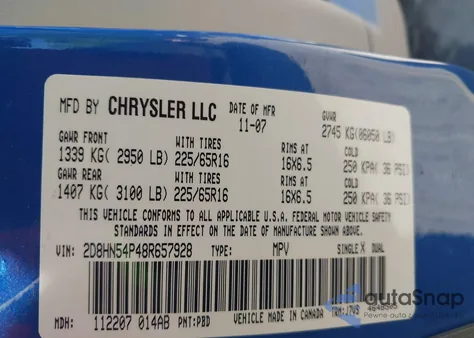 MFD BY CHRYSLER LLC DATE OF MFR 11-07 GVWR 2745 KG(06050 LB)
GAWR FRONT WITH TIRES RIMS AT COLD
1339 KG( 2950 LB) 225/65R16 16X6.5 250 KPA( 36 PSI)
GAWR REAR WITH TIRES RIMS AT COLD
1407 KG( 3100 LB) 225/65R16 16X6.5 250 KPA( 36 PSI)
THIS VEHICLE CONFORMS TO ALL APPLICABLE U.S.A. FEDERAL MOTOR VEHICLE SAFETY
STANDARDS IN EFFECT ON THE DATE OF MANUFACTURE SHOWN ABOVE.
VIN: 2D8HN54P48R657928 TYPE: MPV SINGLE X DUAL
MDH: 112207 014AB PNT:PBD VEHICLE MADE IN CANADA
autaSnap